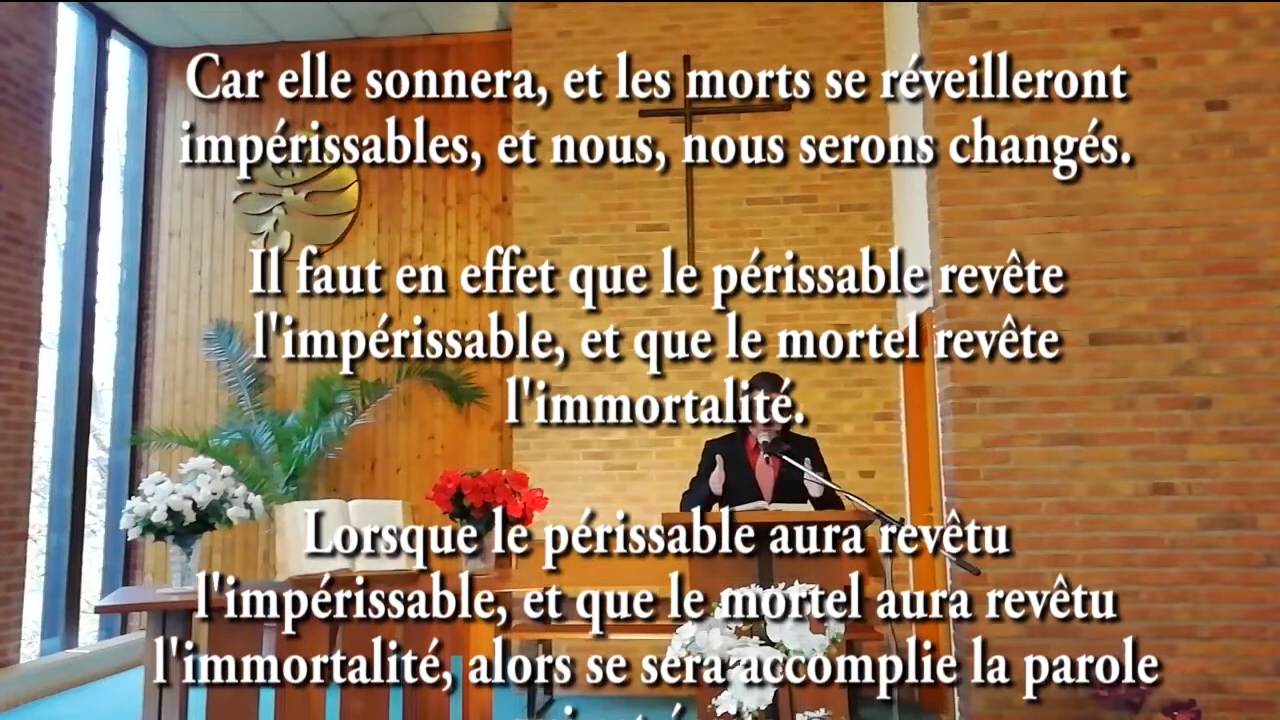 Car elle sonnera, et les morts se réveilleront
impérissables, et nous, nous serons changés.
Il faut en effet que le périssable revête
l'impérissable, et que le mortel revête
l'immortalité.
Lorsque le périssable aura revêtu
l'impérissable, et que le mortel aura revêtu
l'immortalité, alors se sera accomplie la parole